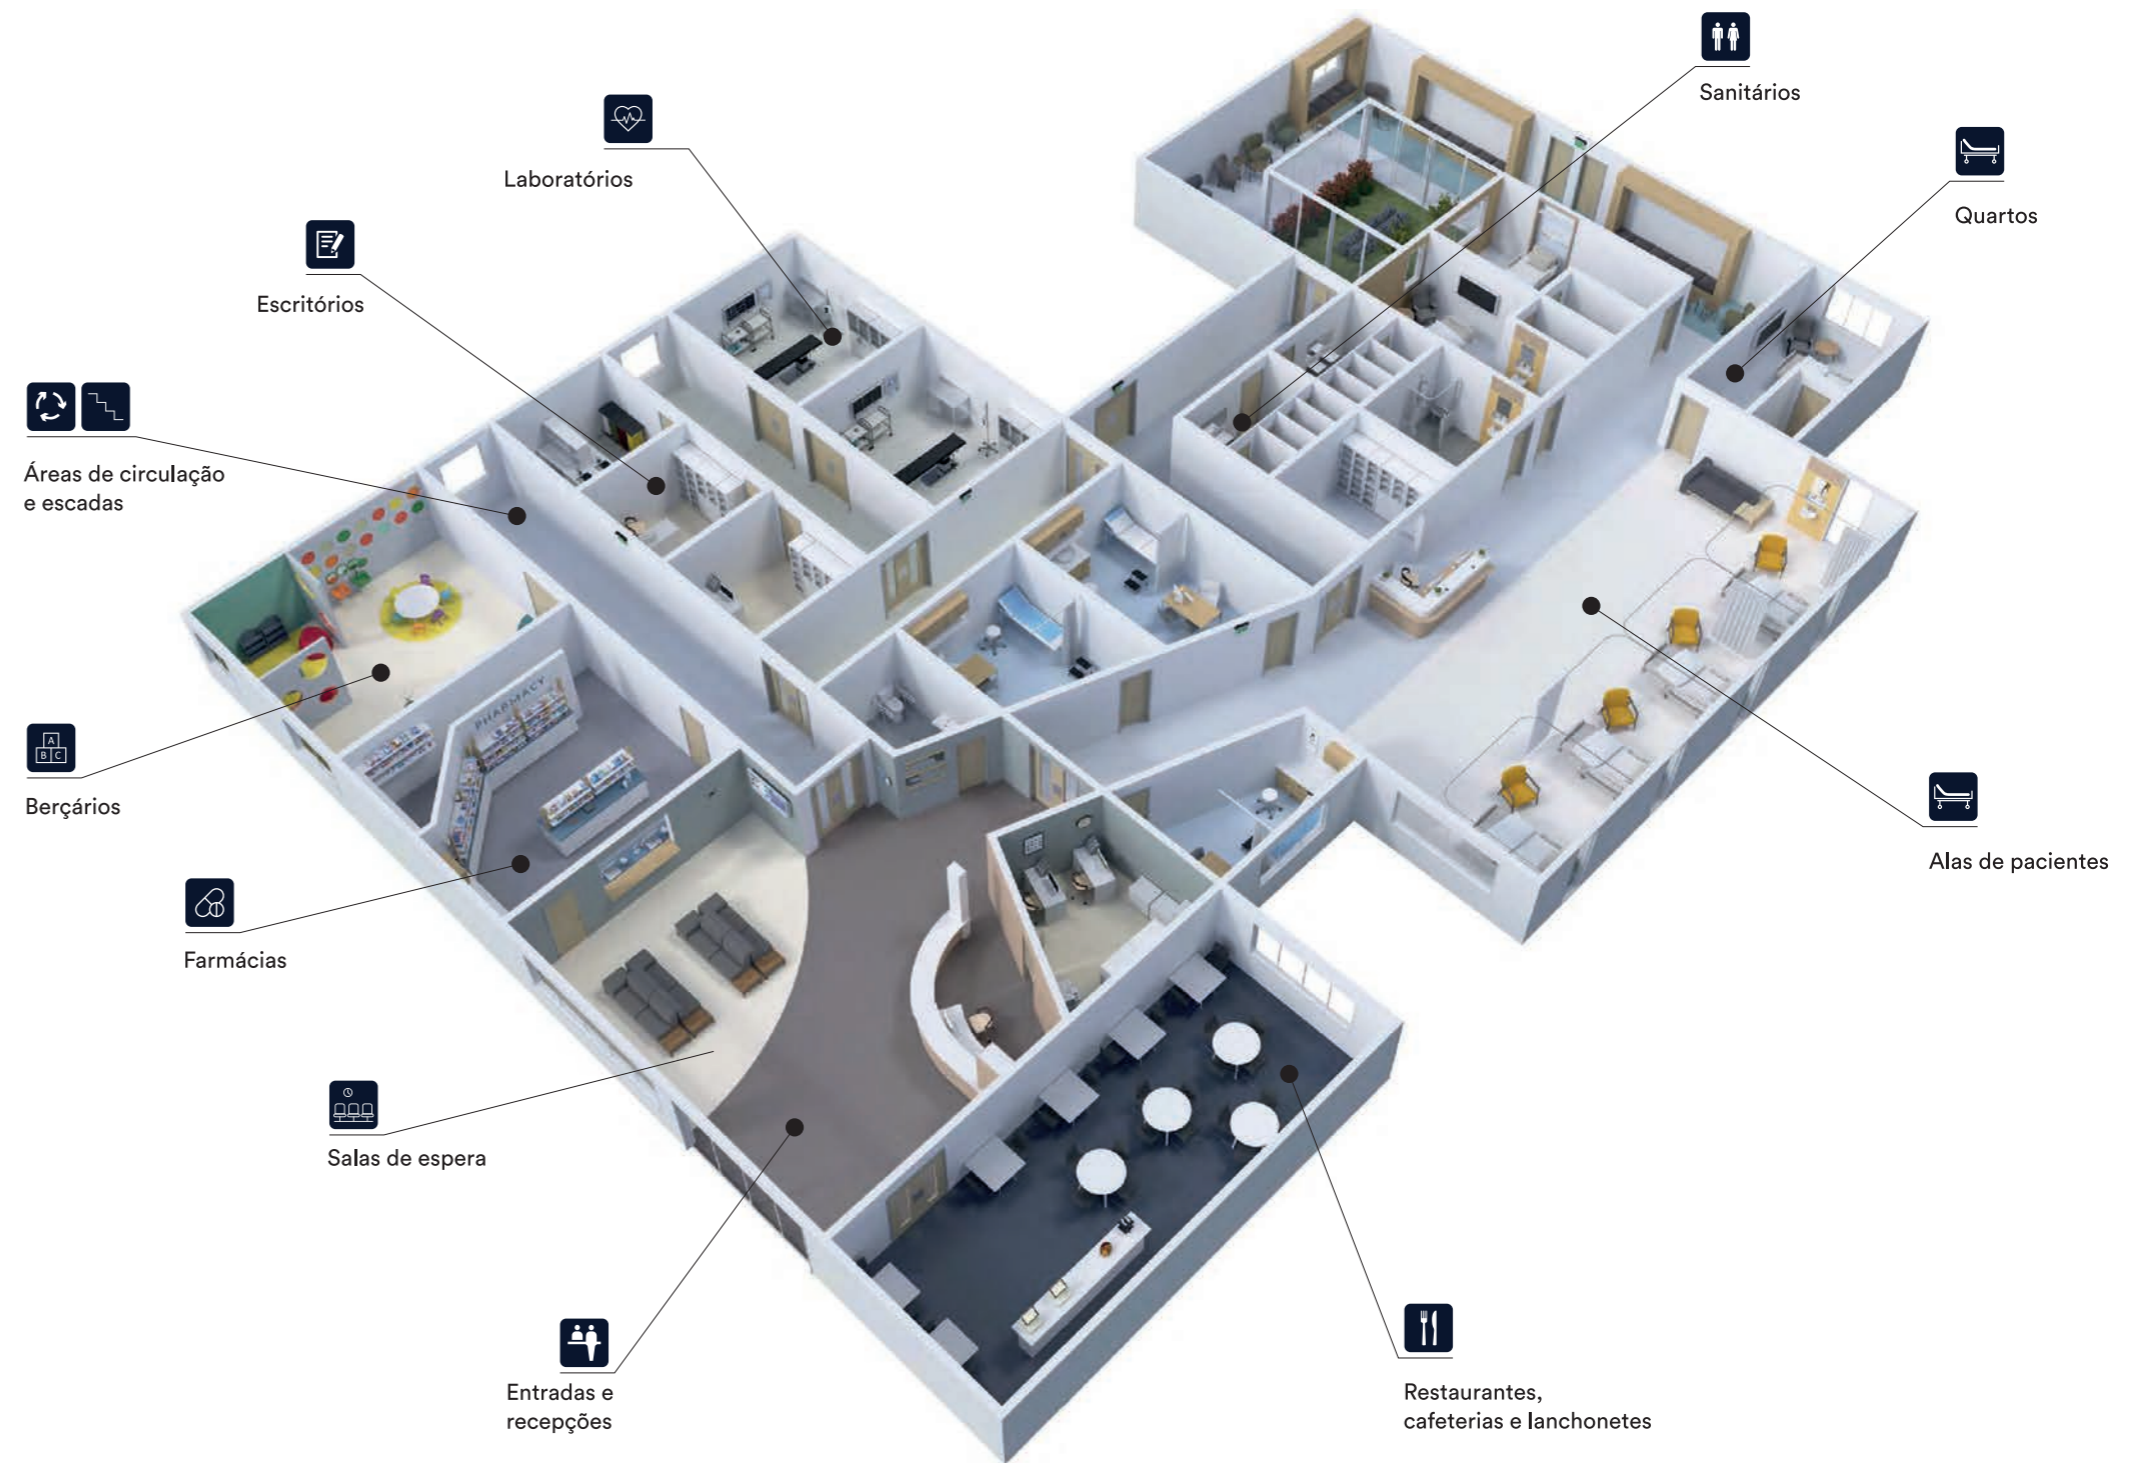 Sanitários
Laboratórios
Quartos
Escritórios
Áreas de circulação
e escadas
PHARMACY
A
B C
Berçários
Alas de pacientes
Farmácias
Salas de espera
Entradas e
recepções
Restaurantes,
cafeterias e lanchonetes